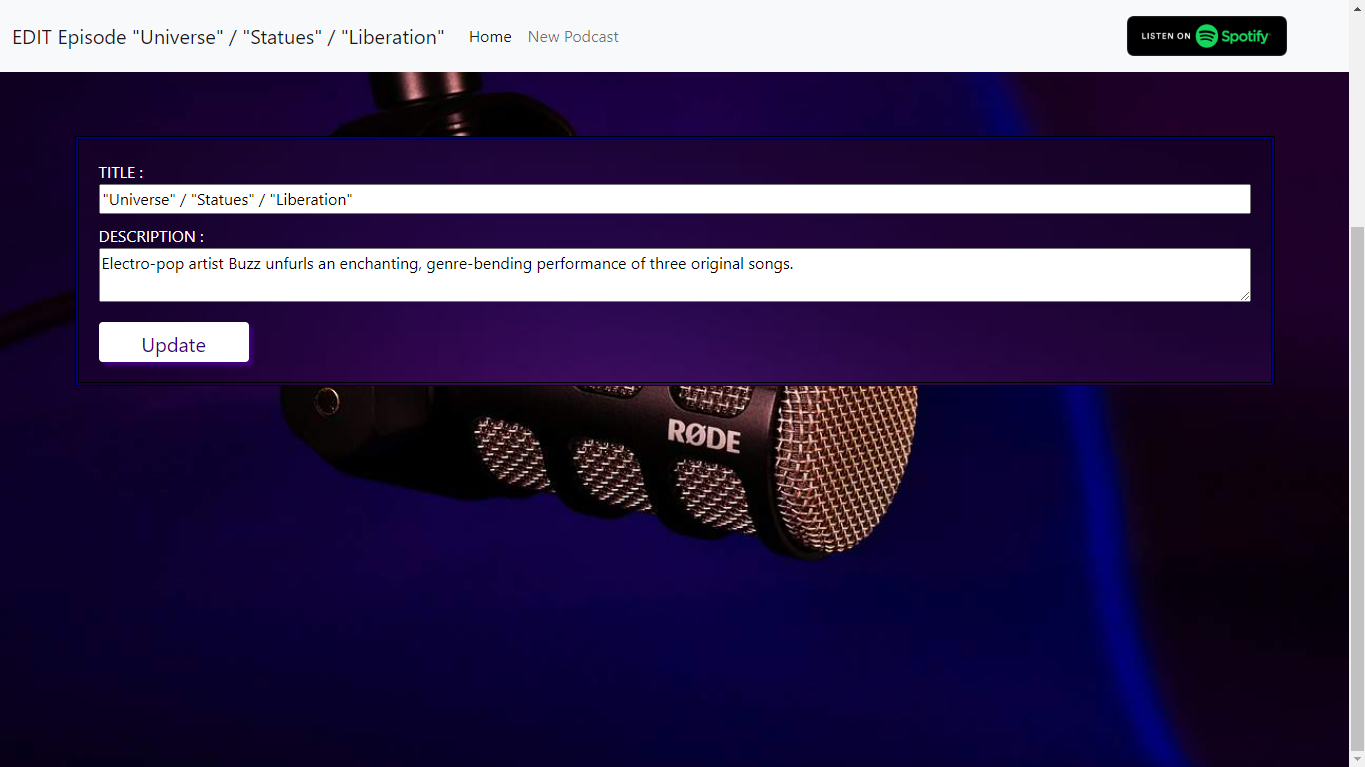 EDIT Episode "Universe" / "Statues" / "Liberation" Home New Podcast LISTEN ON Spotify
TITLE :
"Universe" / "Statues" / "Liberation"
DESCRIPTION :
Electro-pop artist Buzz unfurls an enchanting, genre-bending performance of three original songs.
Update
RØDE